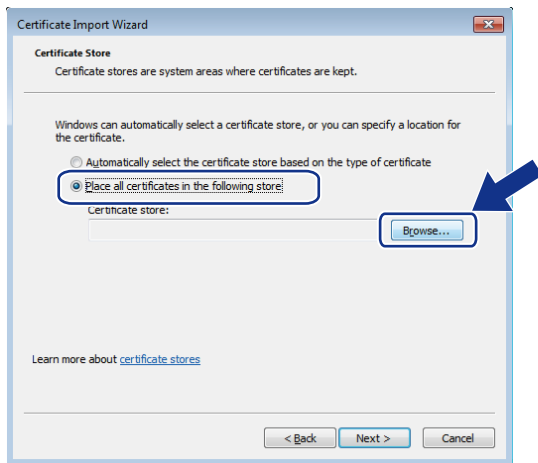 Certificate Import Wizard
Certificate Store
Certificate stores are system areas where certificates are kept.
Windows can automatically select a certificate store, or you can specify a location for
the certificate.
Automatically select the certificate store based on the type of certificate
Place all certificates in the following store
Certificate store:
Browse...
Learn more about certificate stores
< Back Next > Cancel